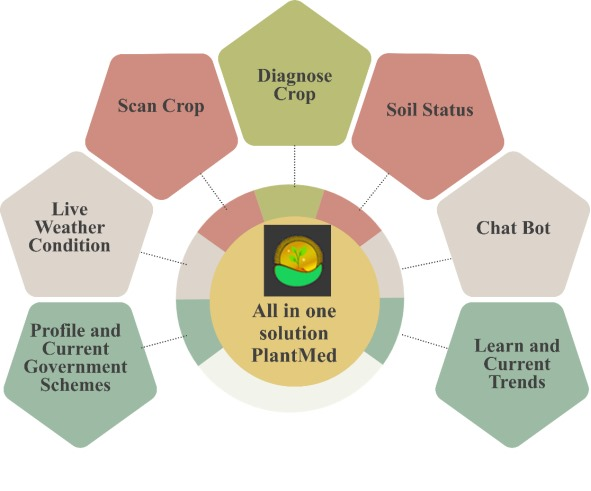 Diagnose
Crop
Scan Crop
Soil Status
Live
Weather
Condition
Chat Bot
All in one
solution
PlantMed
Profile and
Current
Government
Schemes
Learn and
Current
Trends